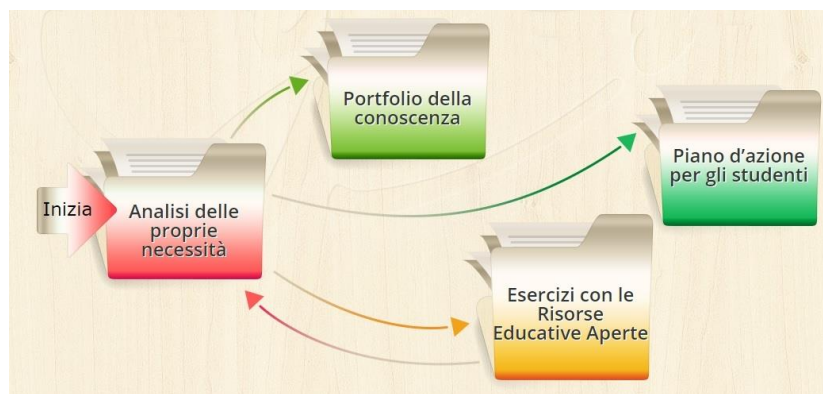 Inizia
Analisi delle
proprie
necessità
Portfolio della
conoscenza
Piano d'azione
per gli studenti
Esercizi con le
Risorse
Educative Aperte